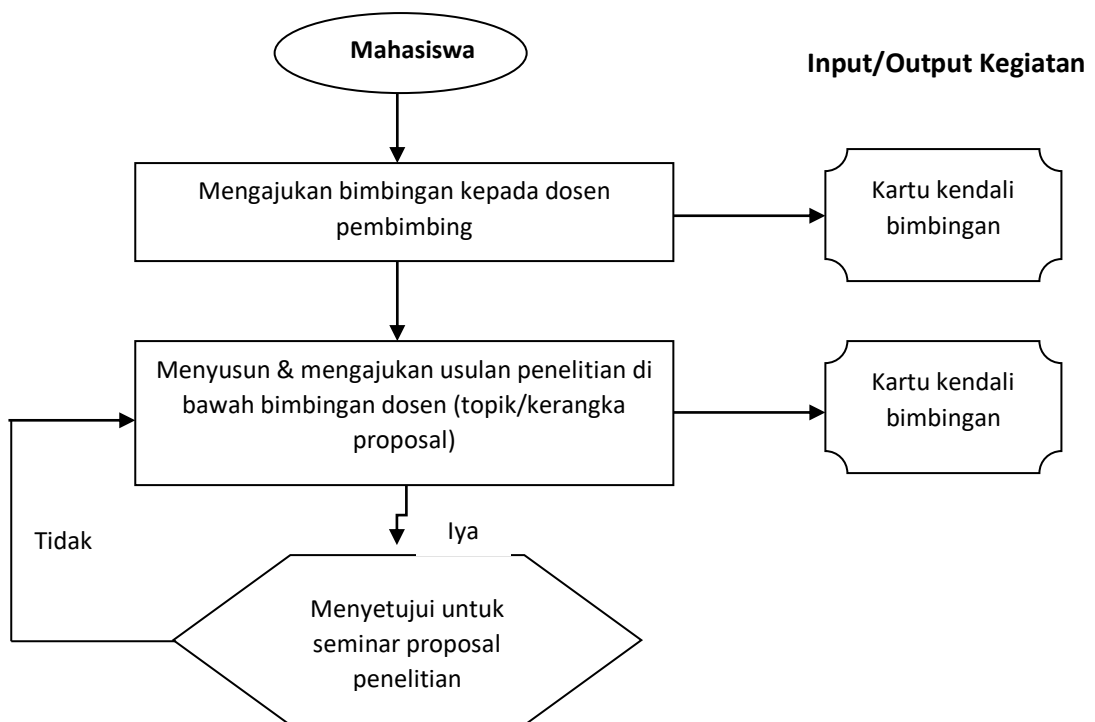 Mahasiswa
Input/Output Kegiatan
Mengajukan bimbingan kepada dosen
pembimbing
Kartu kendali
bimbingan
Menyusun & mengajukan usulan penelitian di
bawah bimbingan dosen (topik/kerangka
proposal)
Kartu kendali
bimbingan
Iya
Tidak
Menyetujui untuk
seminar proposal
penelitian